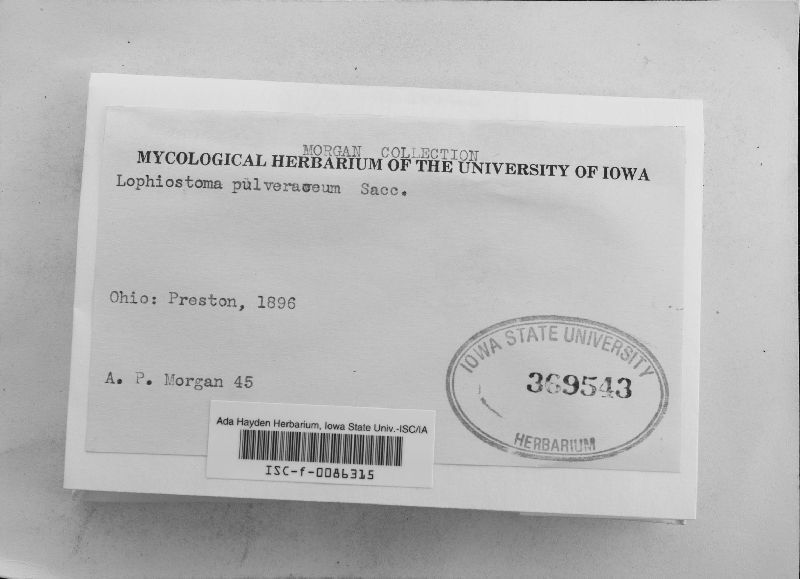 MORGAN COLLECTION
MYCOLOGICAL HERBARIUM OF THE UNIVERSITY OF IOWA
Lophiostoma pulveraceum Sacc.
Ohio: Preston, 1896
A. P. Morgan 45
IOWA STATE UNIVERSITY
369543
HERBARIUM
Ada Hayden Herbarium, Iowa State Univ.-ISC/IA
ISC-f-0086315